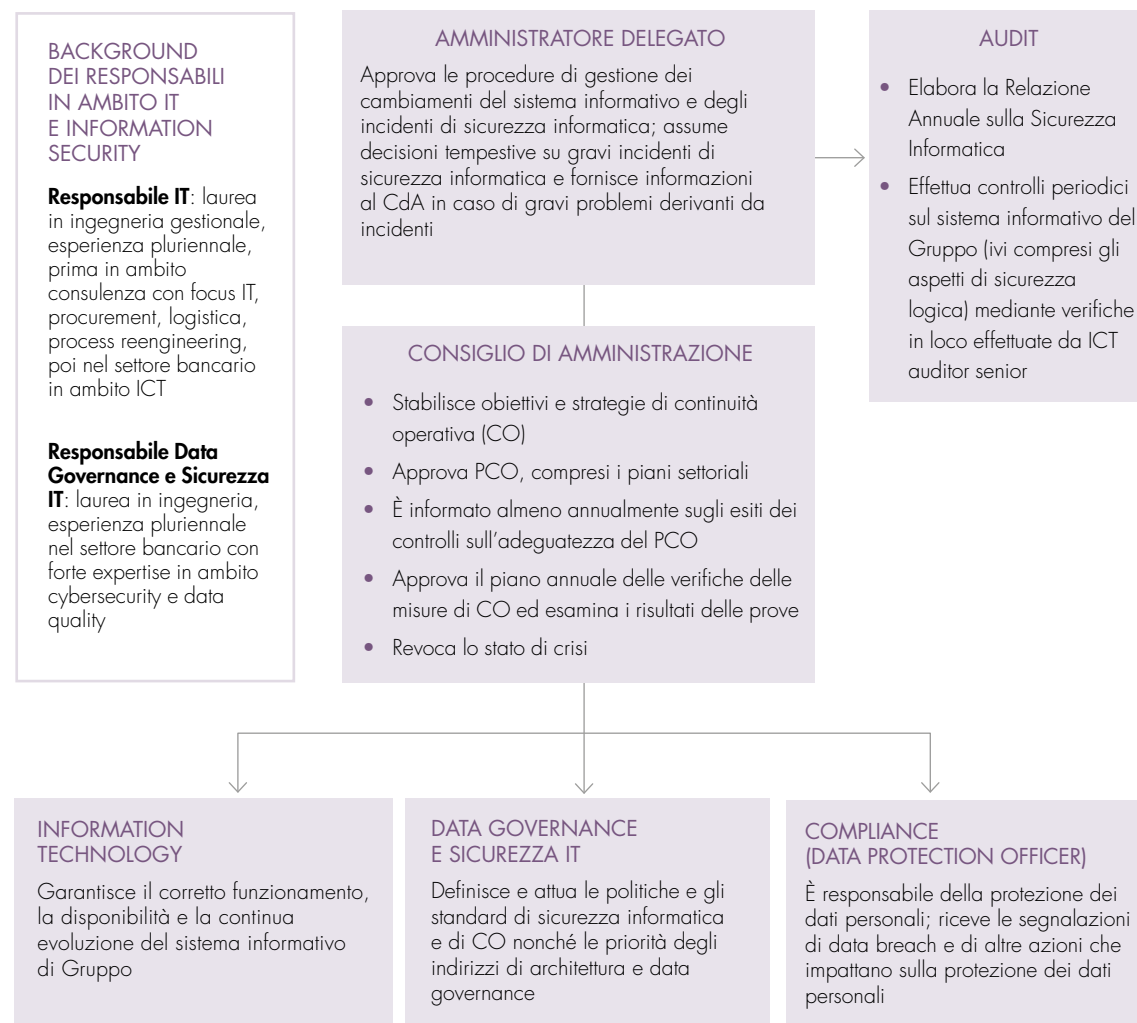 BACKGROUND
DEI RESPONSABILI
IN AMBITO IT
E INFORMATION
SECURITY
Responsabile IT: laurea
in ingegneria gestionale,
esperienza pluriennale,
prima in ambito
consulenza con focus IT,
procurement, logistica,
process reengineering,
poi nel settore bancario
in ambito ICT
Responsabile Data
Governance e Sicurezza
IT: laurea in ingegneria,
esperienza pluriennale
nel settore bancario con
forte expertise in ambito
cybersecurity e data
quality
AMMINISTRATORE DELEGATO
Approva le procedure di gestione dei
cambiamenti del sistema informativo e degli
incidenti di sicurezza informatica; assume
decisioni tempestive su gravi incidenti di
sicurezza informatica e fornisce informazioni
al CdA in caso di gravi problemi derivanti da
incidenti
AUDIT
• Elabora la Relazione
Annuale sulla Sicurezza
Informatica
• Effettua controlli periodici
sul sistema informativo del
Gruppo (ivi compresi gli
aspetti di sicurezza
logica) mediante verifiche
in loco effettuate da ICT
auditor senior
CONSIGLIO DI AMMINISTRAZIONE
• Stabilisce obiettivi e strategie di continuità
operativa (CO)
• Approva PCO, compresi i piani settoriali
• È informato almeno annualmente sugli esiti dei
controlli sull'adeguatezza del PCO
• Approva il piano annuale delle verifiche delle
misure di CO ed esamina i risultati delle prove
• Revoca lo stato di crisi
INFORMATION
TECHNOLOGY
Garantisce il corretto funzionamento,
la disponibilità e la continua
evoluzione del sistema informativo
di Gruppo
DATA GOVERNANCE
E SICUREZZA IT
Definisce e attua le politiche e gli
standard di sicurezza informatica
e di CO nonché le priorità degli
indirizzi di architettura e data
governance
COMPLIANCE
(DATA PROTECTION OFFICER)
È responsabile della protezione dei
dati personali; riceve le segnalazioni
di data breach e di altre azioni che
impattano sulla protezione dei dati
personali